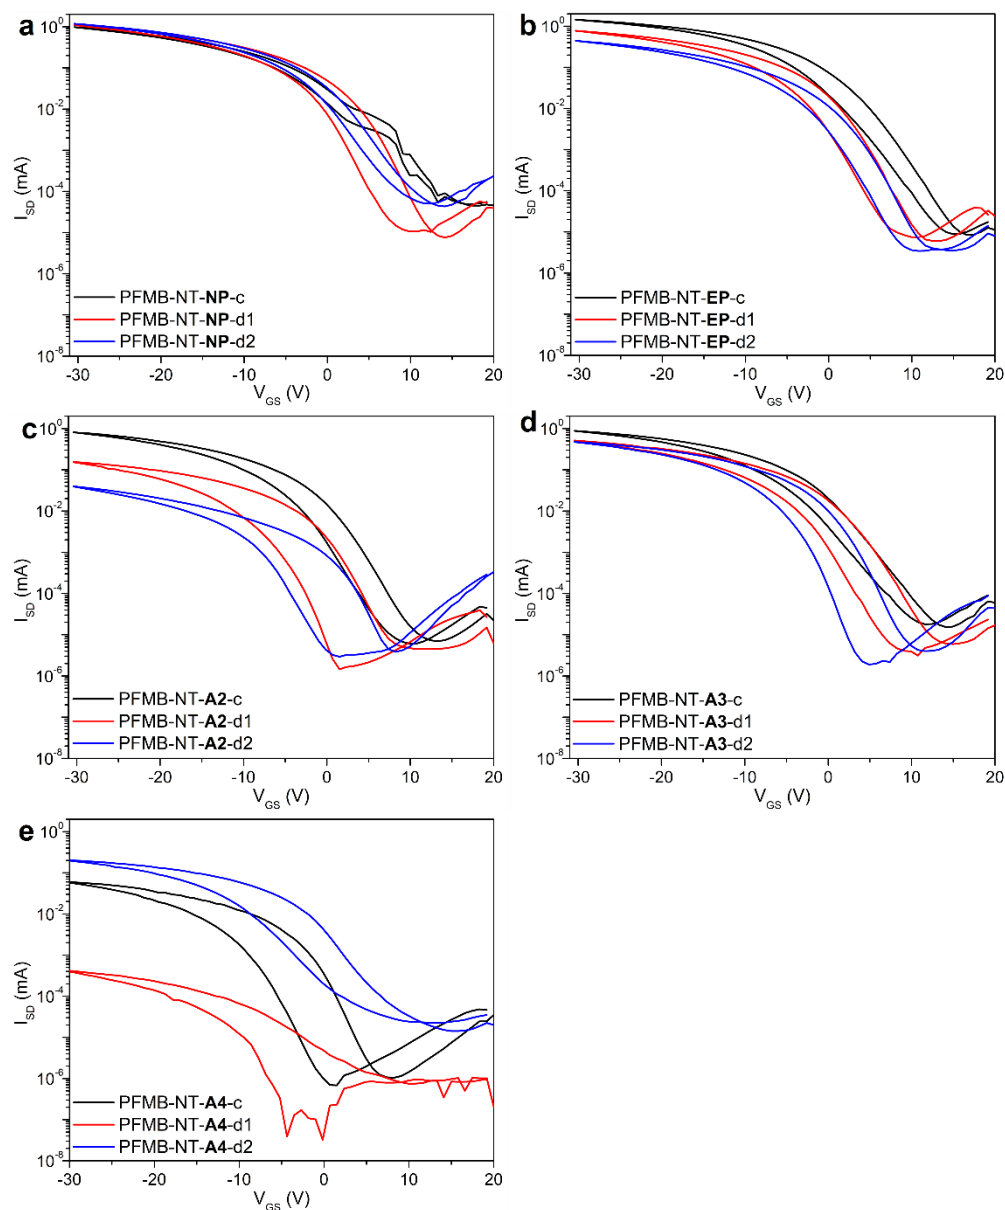 a
10^0
10^-2
10^-4
10^-6
10^-8
I_SD (mA)
PFMB-NT-NP-c
PFMB-NT-NP-d1
PFMB-NT-NP-d2
-30 -20 -10 0 10 20
V_GS (V)
b
10^0
10^-2
10^-4
10^-6
10^-8
I_SD (mA)
PFMB-NT-EP-c
PFMB-NT-EP-d1
PFMB-NT-EP-d2
-30 -20 -10 0 10 20
V_GS (V)
c
10^0
10^-2
10^-4
10^-6
10^-8
I_SD (mA)
PFMB-NT-A2-c
PFMB-NT-A2-d1
PFMB-NT-A2-d2
-30 -20 -10 0 10 20
V_GS (V)
d
10^0
10^-2
10^-4
10^-6
10^-8
I_SD (mA)
PFMB-NT-A3-c
PFMB-NT-A3-d1
PFMB-NT-A3-d2
-30 -20 -10 0 10 20
V_GS (V)
e
10^0
10^-2
10^-4
10^-6
10^-8
I_SD (mA)
PFMB-NT-A4-c
PFMB-NT-A4-d1
PFMB-NT-A4-d2
-30 -20 -10 0 10 20
V_GS (V)